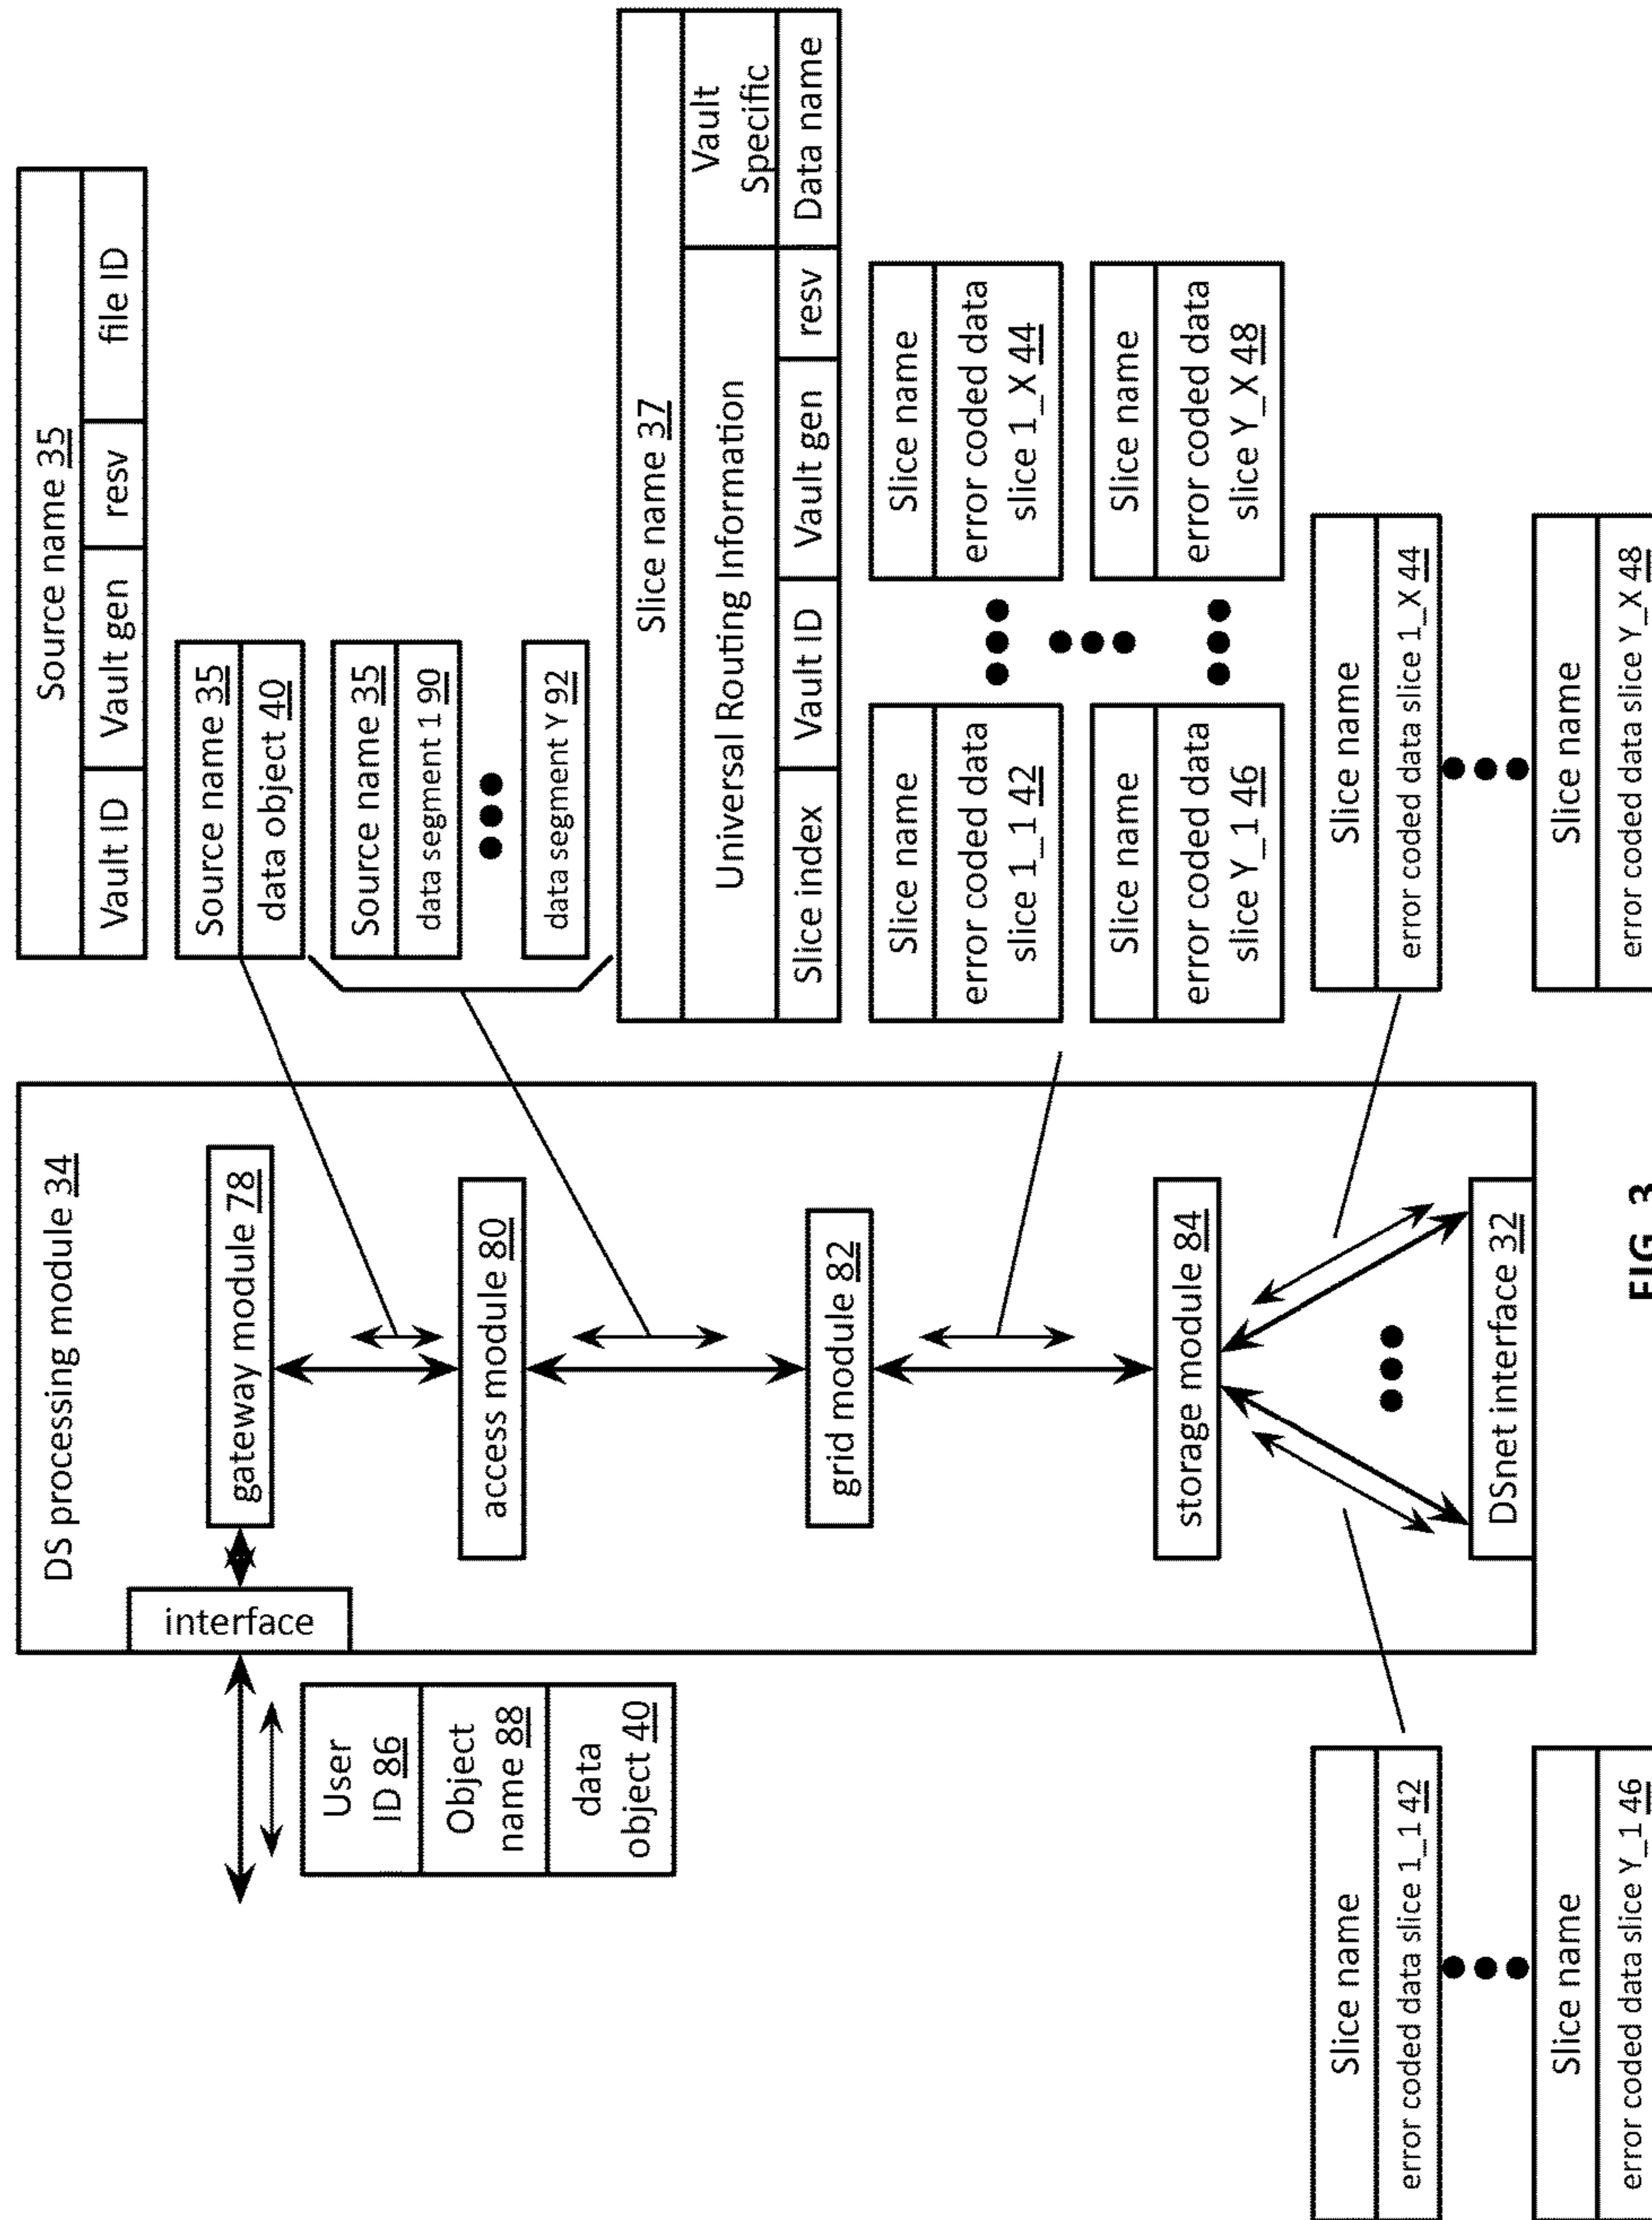 DS processing module 34
interface
gateway module 78
access module 80
grid module 82
storage module 84
DSnet interface 32
User
ID 86
Object
name 88
data
object 40
Source name 35
Vault ID
Vault gen
resv
file ID
Source name 35
data object 40
Source name 35
data segment 1 90
data segment Y 92
Slice name 37
Universal Routing Information
Vault
Specific
Slice index
Vault ID
Vault gen
resv
Data name
Slice name
error coded data
slice 1_1 42
Slice name
error coded data
slice 1_X 44
Slice name
error coded data
slice Y_1 46
Slice name
error coded data
slice Y_X 48
Slice name
error coded data slice 1_1 42
Slice name
error coded data slice Y_1 46
Slice name
error coded data slice 1_X 44
Slice name
error coded data slice Y_X 48
FIG. 3